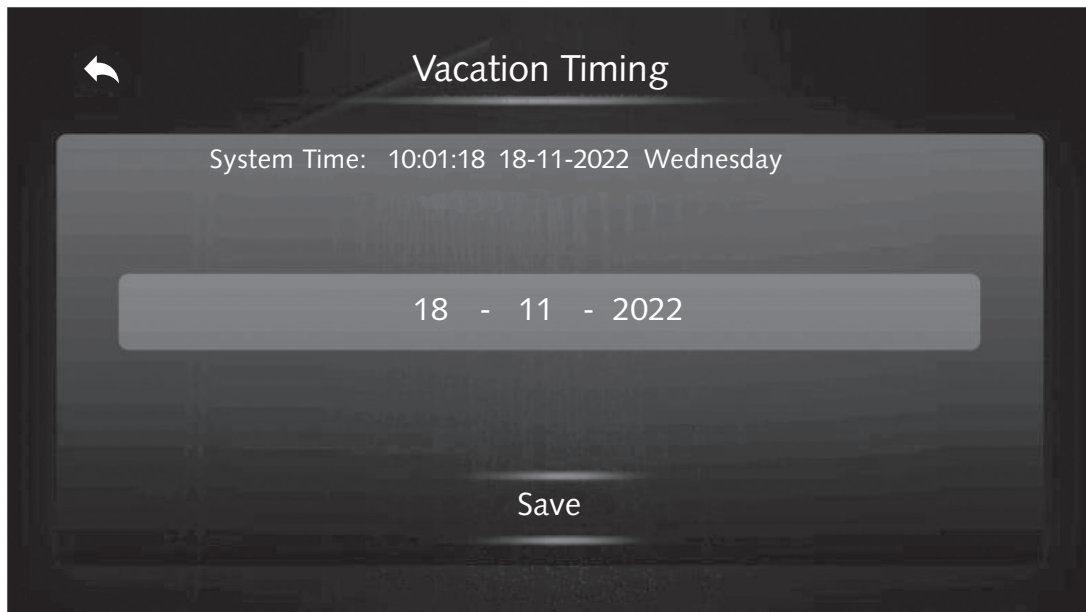 Vacation Timing
System Time: 10:01:18 18-11-2022 Wednesday
18 - 11 - 2022
Save